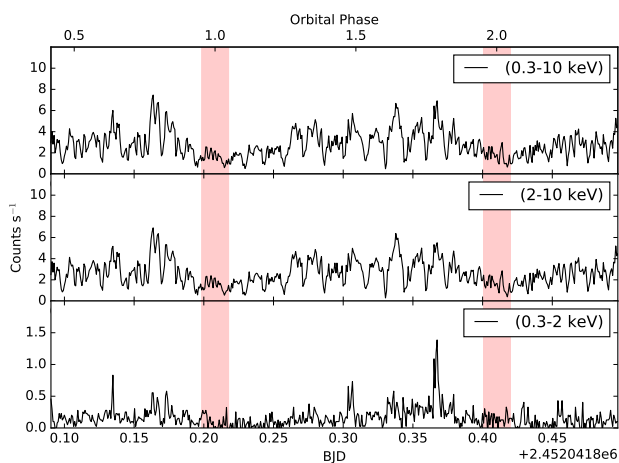 Orbital Phase
0.5 1.0 1.5 2.0
10
8
6
4
2
0
(0.3-10 keV)
10
8
6
4
2
0
(2-10 keV)
Counts s⁻¹
1.5
1.0
0.5
0.0
(0.3-2 keV)
0.10 0.15 0.20 0.25 0.30 0.35 0.40 0.45
BJD
+2.4520418e6